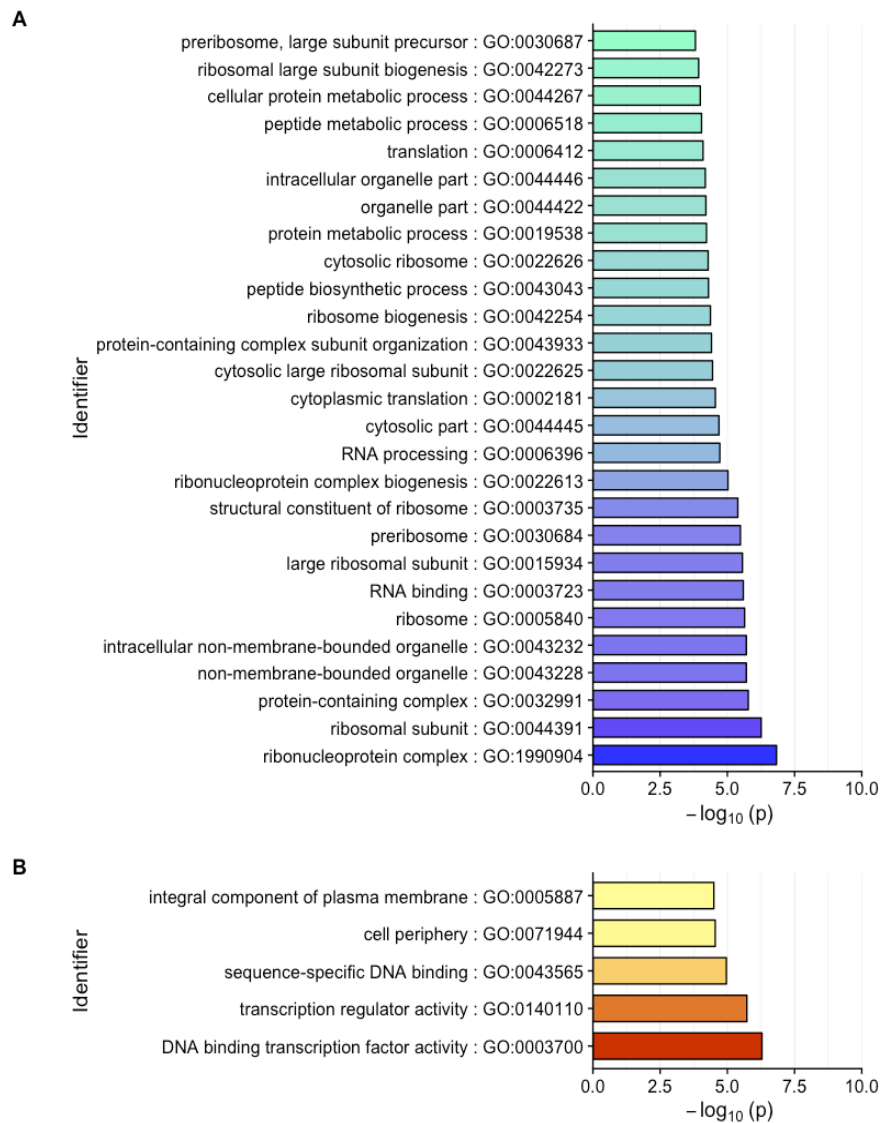 A
preribosome, large subunit precursor : GO:0030687
ribosomal large subunit biogenesis : GO:0042273
cellular protein metabolic process : GO:0044267
peptide metabolic process : GO:0006518
translation : GO:0006412
intracellular organelle part : GO:0044446
organelle part : GO:0044422
protein metabolic process : GO:0019538
cytosolic ribosome : GO:0022626
peptide biosynthetic process : GO:0043043
ribosome biogenesis : GO:0042254
protein-containing complex subunit organization : GO:0043933
cytosolic large ribosomal subunit : GO:0022625
cytoplasmic translation : GO:0002181
cytosolic part : GO:0044445
RNA processing : GO:0006396
ribonucleoprotein complex biogenesis : GO:0022613
structural constituent of ribosome : GO:0003735
preribosome : GO:0030684
large ribosomal subunit : GO:0015934
RNA binding : GO:0003723
ribosome : GO:0005840
intracellular non-membrane-bounded organelle : GO:0043232
non-membrane-bounded organelle : GO:0043228
protein-containing complex : GO:0032991
ribosomal subunit : GO:0044391
ribonucleoprotein complex : GO:1990904
Identifier
0.0 2.5 5.0 7.5 10.0
−log₁₀ (p)
B
integral component of plasma membrane : GO:0005887
cell periphery : GO:0071944
sequence-specific DNA binding : GO:0043565
transcription regulator activity : GO:0140110
DNA binding transcription factor activity : GO:0003700
Identifier
0.0 2.5 5.0 7.5 10.0
−log₁₀ (p)